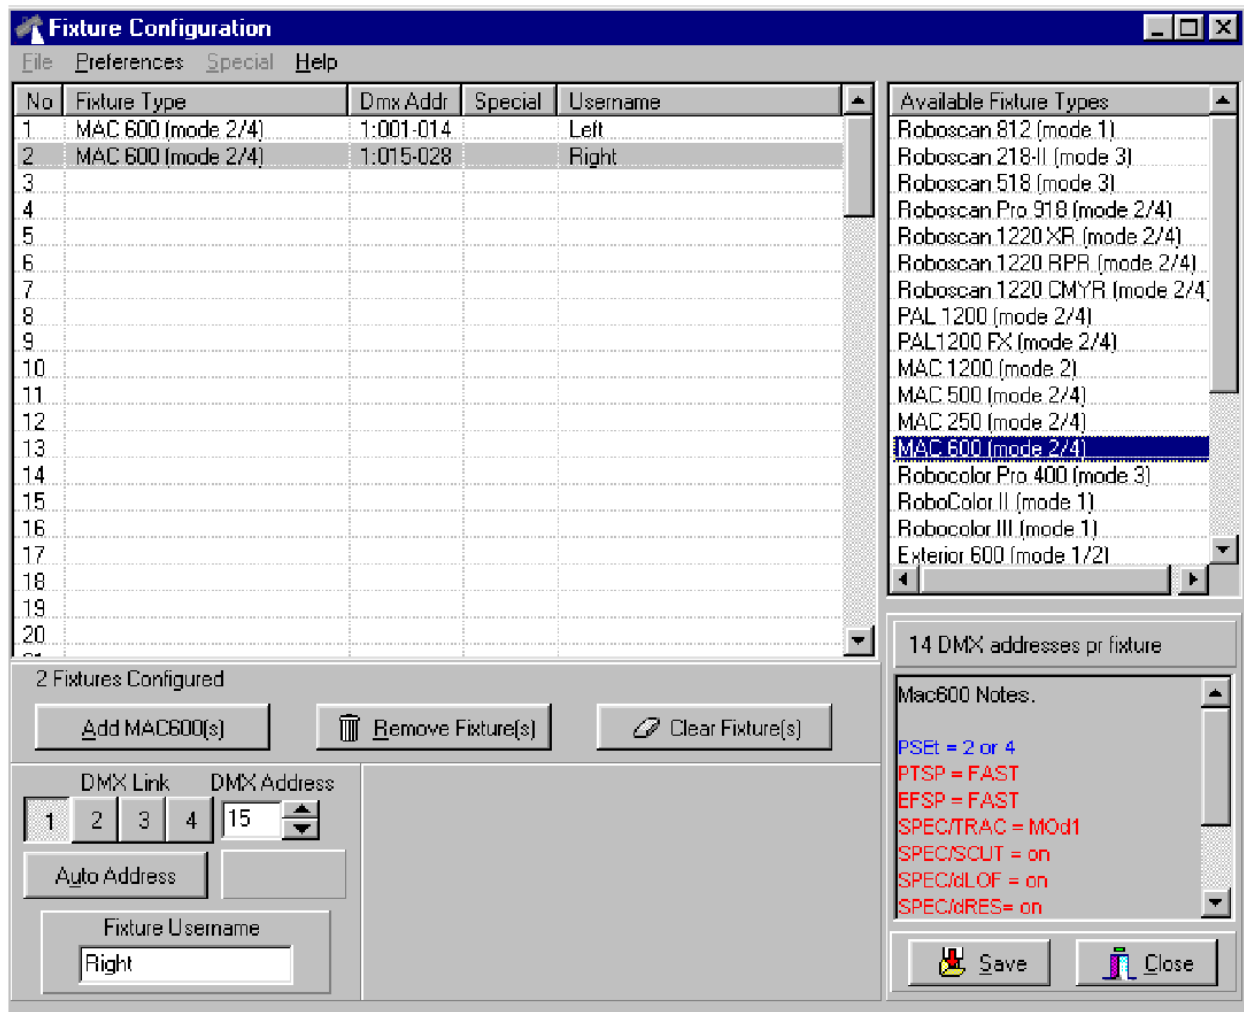 Fixture Configuration
File Preferences Special Help
No Fixture Type Dmx Addr Special Username
1 MAC 600 (mode 2/4) 1:001-014 Left
2 MAC 600 (mode 2/4) 1:015-028 Right
3
4
5
6
7
8
9
10
11
12
13
14
15
16
17
18
19
20
2 Fixtures Configured
Add MAC600(s) Remove Fixture(s) Clear Fixture(s)
DMX Link DMX Address
1 2 3 4 15
Auto Address
Fixture Username
Right
Available Fixture Types
Roboscan 812 (mode 1)
Roboscan 218-II (mode 3)
Roboscan 518 (mode 3)
Roboscan Pro 918 (mode 2/4)
Roboscan 1220 XR (mode 2/4)
Roboscan 1220 RPR (mode 2/4)
Roboscan 1220 CMYR (mode 2/4)
PAL 1200 (mode 2/4)
PAL1200 FX (mode 2/4)
MAC 1200 (mode 2)
MAC 500 (mode 2/4)
MAC 250 (mode 2/4)
MAC 600 (mode 2/4)
Robocolor Pro 400 (mode 3)
RoboColor II (mode 1)
Robocolor III (mode 1)
Exterior 600 (mode 1/2)
14 DMX addresses pr fixture
Mac600 Notes.
PSEt = 2 or 4
PTSP = FAST
EFSP = FAST
SPEC/TRAC = MOd1
SPEC/SCUT = on
SPEC/dLOF = on
SPEC/dRES= on
Save Close